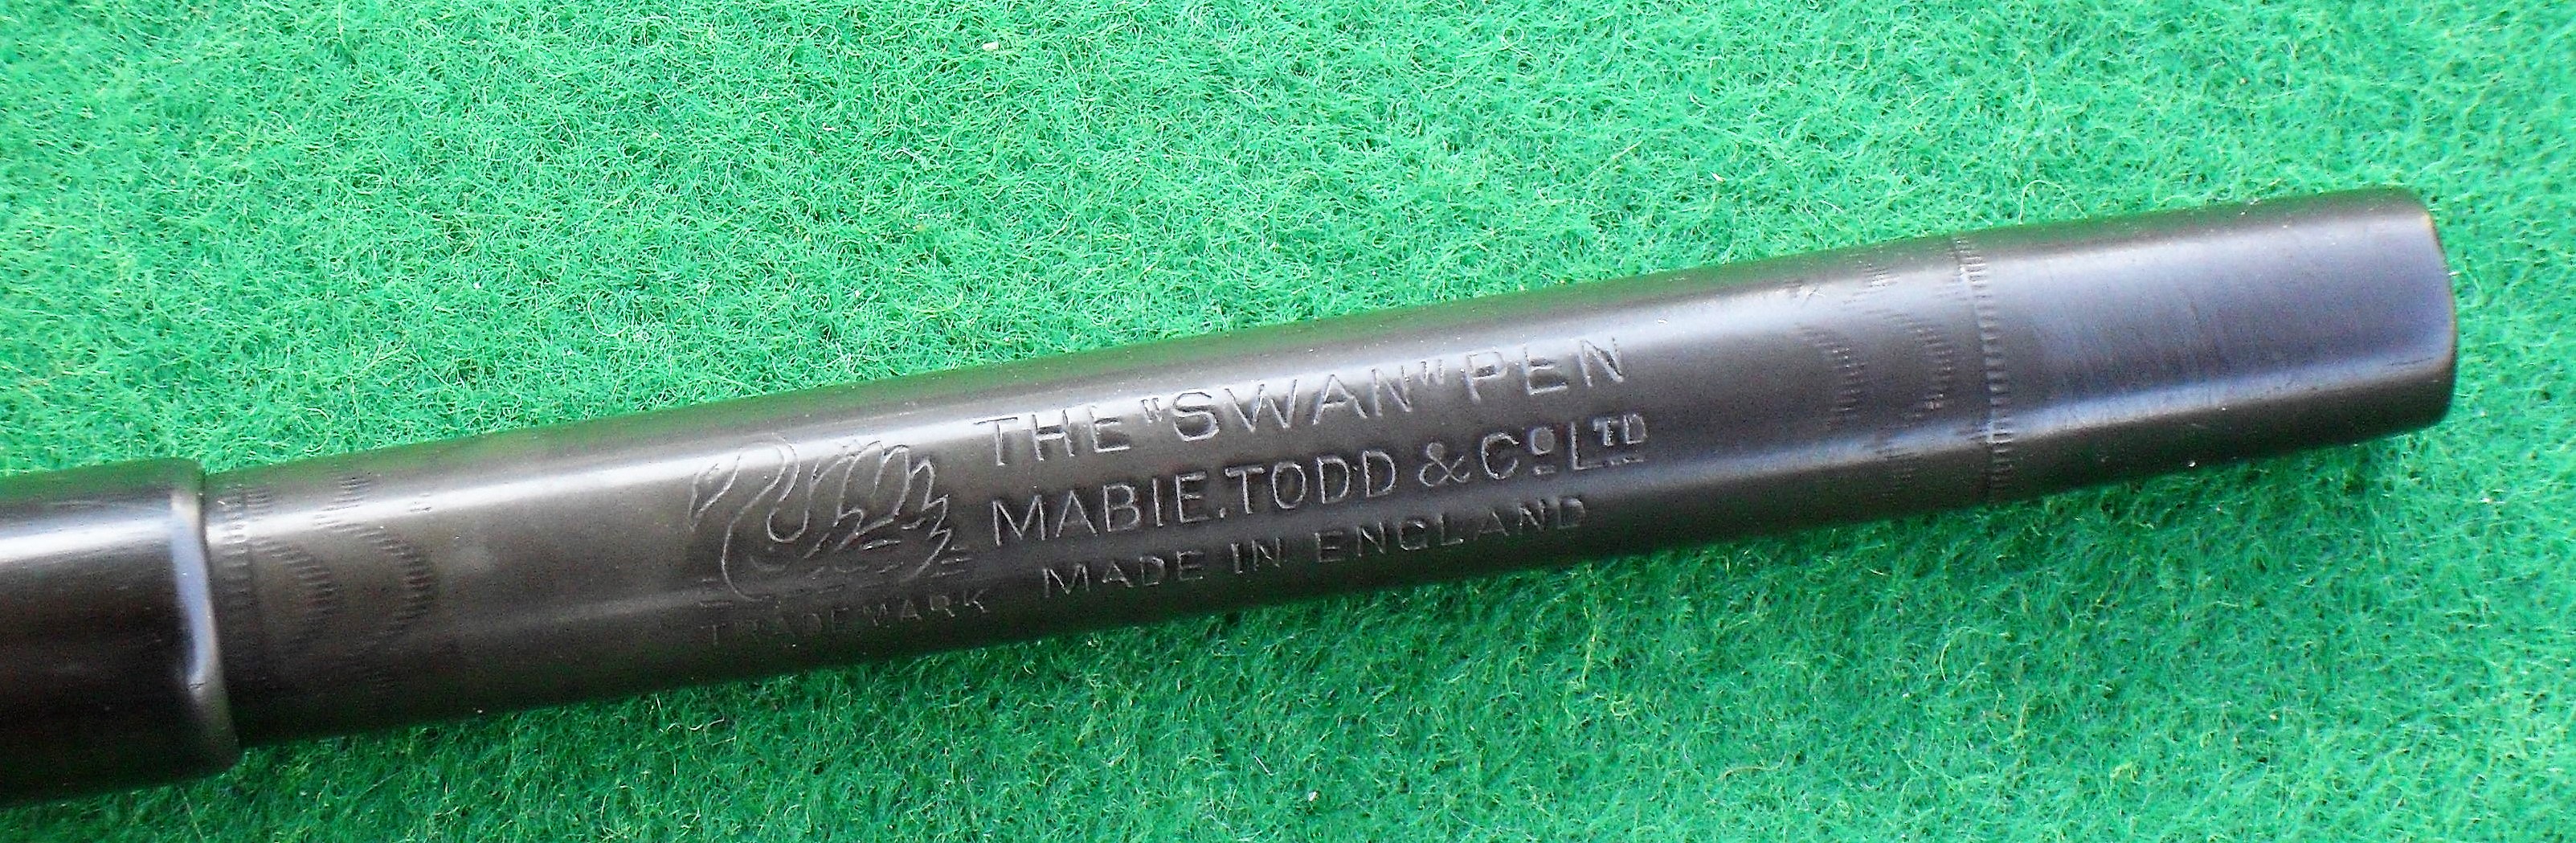 THE "SWAN" PEN
MABIE.TODD & Cº LTD
MADE IN ENGLAND
TRADEMARK